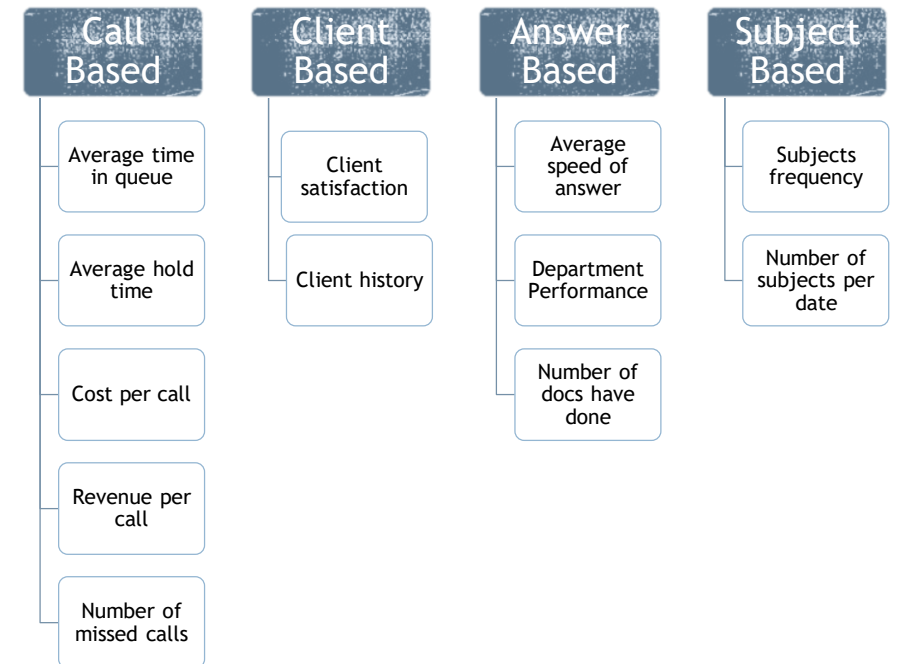 Call
Based
Average time
in queue
Average hold
time
Cost per call
Revenue per
call
Number of
missed calls
Client
Based
Client
satisfaction
Client history
Answer
Based
Average
speed of
answer
Department
Performance
Number of
docs have
done
Subject
Based
Subjects
frequency
Number of
subjects per
date